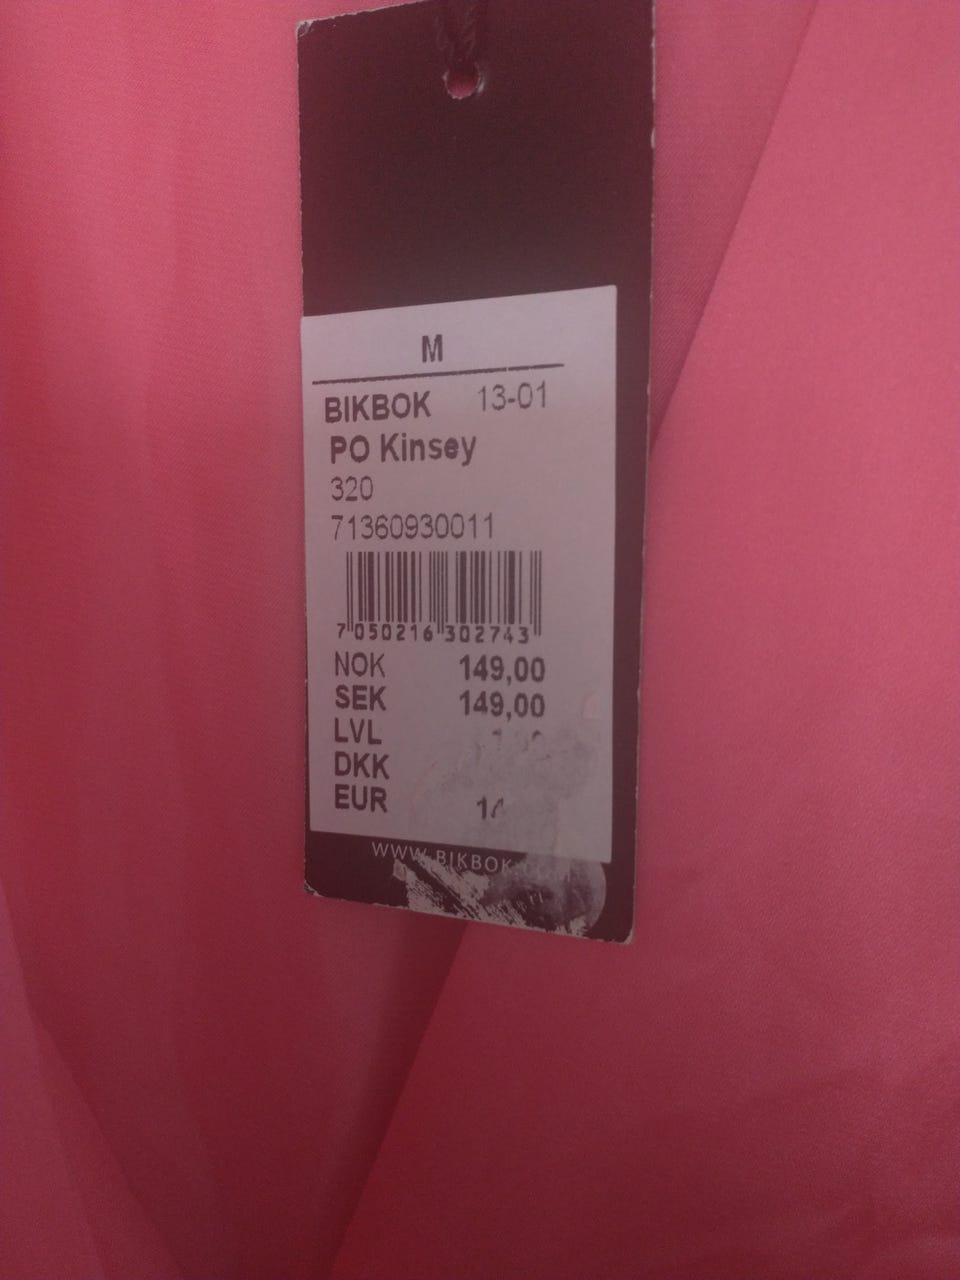 M
BIKBOK 13-01
PO Kinsey
320
71360930011
7 050216 302743
NOK 149,00
SEK 149,00
LVL
DKK
EUR